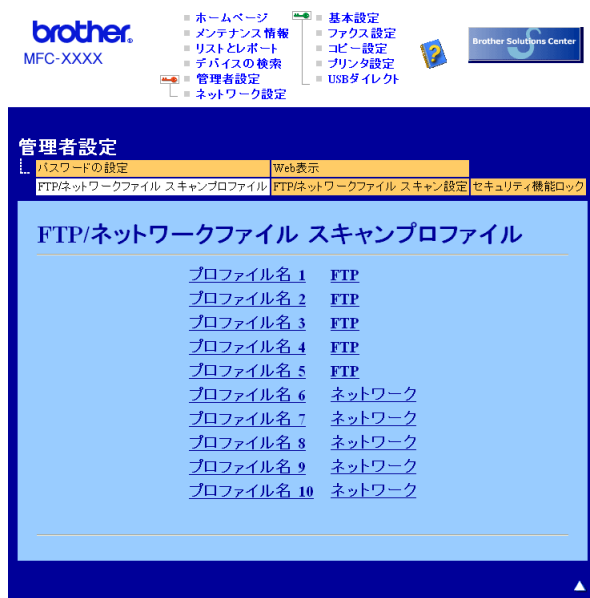 brother®
MFC-XXXX
ホームページ
メンテナンス情報
リストとレポート
デバイスの検索
管理者設定
ネットワーク設定
基本設定
ファクス設定
コピー設定
プリンタ設定
USBダイレクト
Brother Solutions Center
管理者設定
パスワードの設定 Web表示
FTP/ネットワークファイル スキャンプロファイル FTP/ネットワークファイル スキャン設定 セキュリティ機能ロック
FTP/ネットワークファイル スキャンプロファイル
プロファイル名 1 FTP
プロファイル名 2 FTP
プロファイル名 3 FTP
プロファイル名 4 FTP
プロファイル名 5 FTP
プロファイル名 6 ネットワーク
プロファイル名 7 ネットワーク
プロファイル名 8 ネットワーク
プロファイル名 9 ネットワーク
プロファイル名 10 ネットワーク